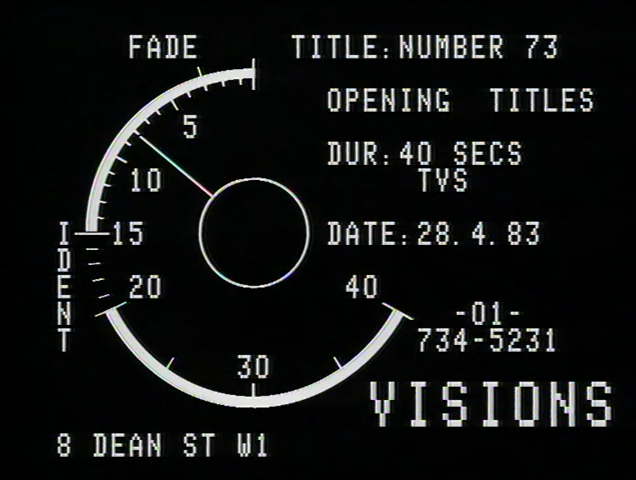 FADE
TITLE:NUMBER 73
OPENING TITLES
5
DUR:40 SECS
TVS
10
IDENT
15
DATE:28.4.83
20
40
-01-
734-5231
30
VISIONS
8 DEAN ST W1